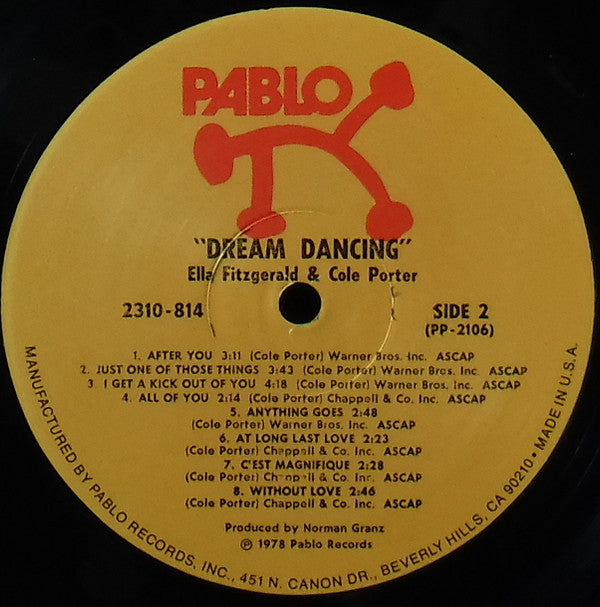 PABLO
"DREAM DANCING"
Ella Fitzgerald & Cole Porter
2310-814
SIDE 2
(PP-2106)
1. AFTER YOU 3:11 (Cole Porter) Warner Bros. Inc. ASCAP
2. JUST ONE OF THOSE THINGS 3:43 (Cole Porter) Warner Bros. Inc. ASCAP
3. I GET A KICK OUT OF YOU 4:18 (Cole Porter) Warner Bros. Inc. ASCAP
4. ALL OF YOU 2:14 (Cole Porter) Chappell & Co. Inc. ASCAP
5. ANYTHING GOES 2:48
(Cole Porter) Warner Bros. Inc. ASCAP
6. AT LONG LAST LOVE 2:23
(Cole Porter) Chappell & Co. Inc. ASCAP
7. C'EST MAGNIFIQUE 2:28
(Cole Porter) Chappell & Co. Inc. ASCAP
8. WITHOUT LOVE 2:46
(Cole Porter) Chappell & Co. Inc. ASCAP
Produced by Norman Granz
℗ 1978 Pablo Records
MANUFACTURED BY PABLO RECORDS, INC., 451 N. CANON DR., BEVERLY HILLS, CA 90210 • MADE IN U.S.A.